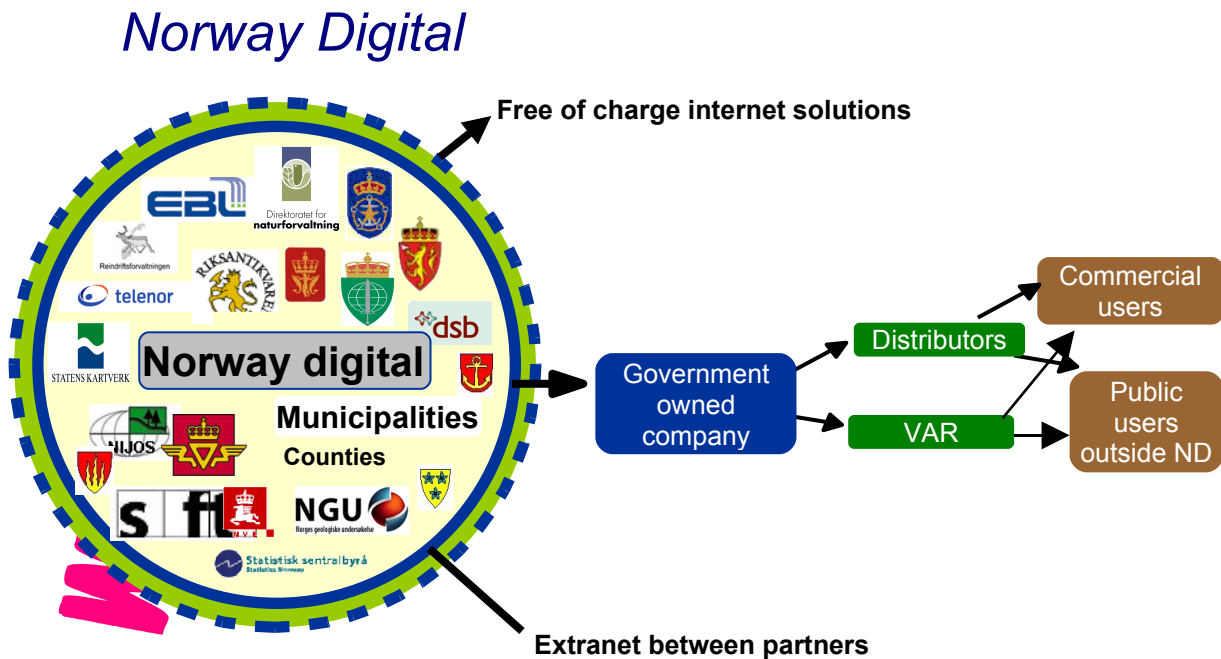 Norway Digital
Free of charge internet solutions
EBL
Direktoratet for
naturforvaltning
Reindriftsforvaltningen
RIKSANTIKVAREN
telenor
dsb
STATENS KARTVERK
Norway digital
Municipalities
Counties
NIJOS
s ft
N.V.E
NGU
Norges geologiske undersøkelse
Statistisk sentralbyrå
Statistics Norway
Extranet between partners
Government
owned
company
Distributors
VAR
Commercial
users
Public
users
outside ND